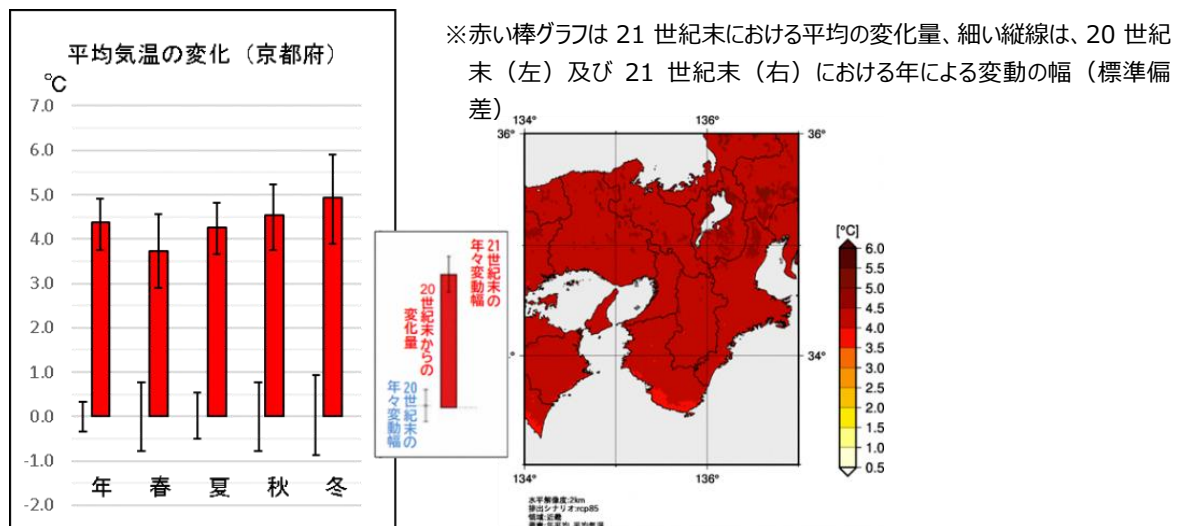 平均気温の変化（京都府）
℃
7.0
6.0
5.0
4.0
3.0
2.0
1.0
0.0
-1.0
-2.0
年 春 夏 秋 冬
※赤い棒グラフは 21 世紀末における平均の変化量、細い縦線は、20 世紀
末（左）及び 21 世紀末（右）における年による変動の幅（標準偏
差）
21世紀末の
年々変動幅
20世紀末からの
変化量
20世紀末の
年々変動幅
134°
136°
36°
36°
34°
134°
136°
[°C]
6.0
5.5
5.0
4.5
4.0
3.5
3.0
2.5
2.0
1.5
1.0
0.5
水平解像度:2km
排出シナリオ:rcp85
領域:近畿